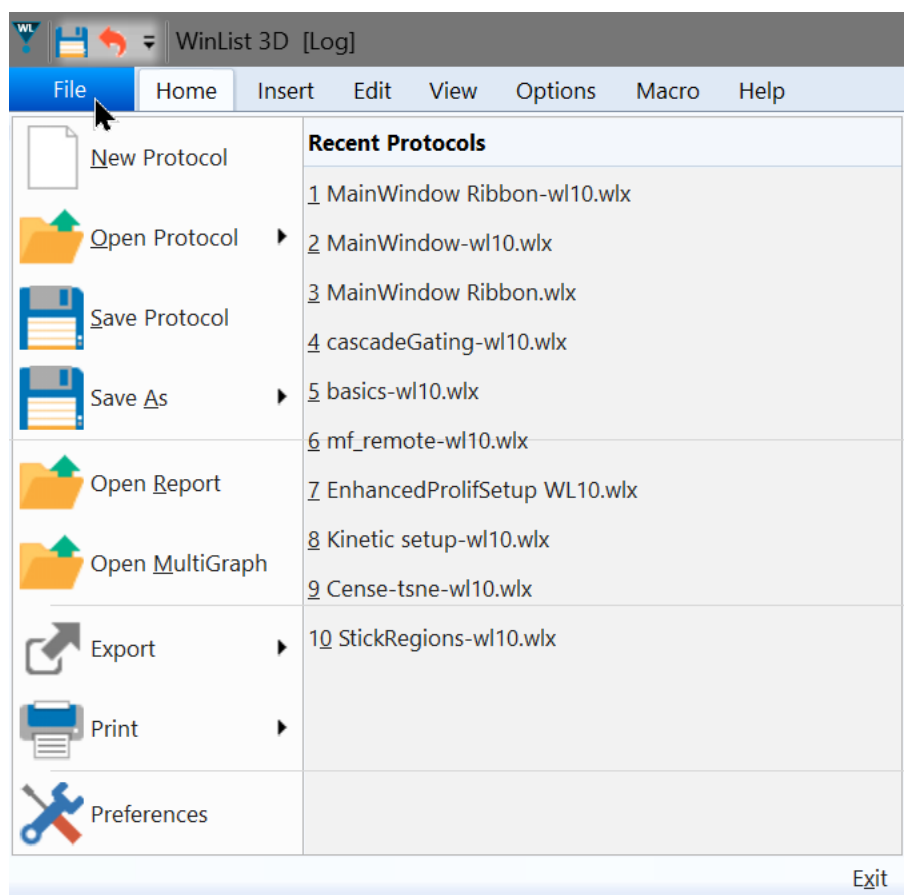 WL WinList 3D [Log]
File Home Insert Edit View Options Macro Help
New Protocol
Open Protocol
Save Protocol
Save As
Open Report
Open MultiGraph
Export
Print
Preferences
Recent Protocols
1 MainWindow Ribbon-wl10.wlx
2 MainWindow-wl10.wlx
3 MainWindow Ribbon.wlx
4 cascadeGating-wl10.wlx
5 basics-wl10.wlx
6 mf_remote-wl10.wlx
7 EnhancedProlifSetup WL10.wlx
8 Kinetic setup-wl10.wlx
9 Cense-tsne-wl10.wlx
10 StickRegions-wl10.wlx
Exit